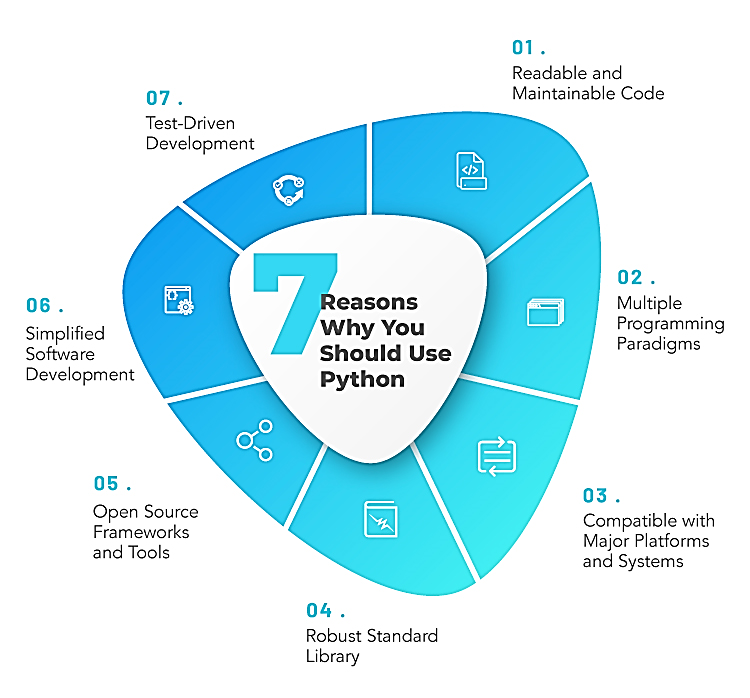 7
Reasons
Why You
Should Use
Python
01 .
Readable and
Maintainable Code
02 .
Multiple
Programming
Paradigms
03 .
Compatible with
Major Platforms
and Systems
04 .
Robust Standard
Library
05 .
Open Source
Frameworks
and Tools
06 .
Simplified
Software
Development
07 .
Test-Driven
Development